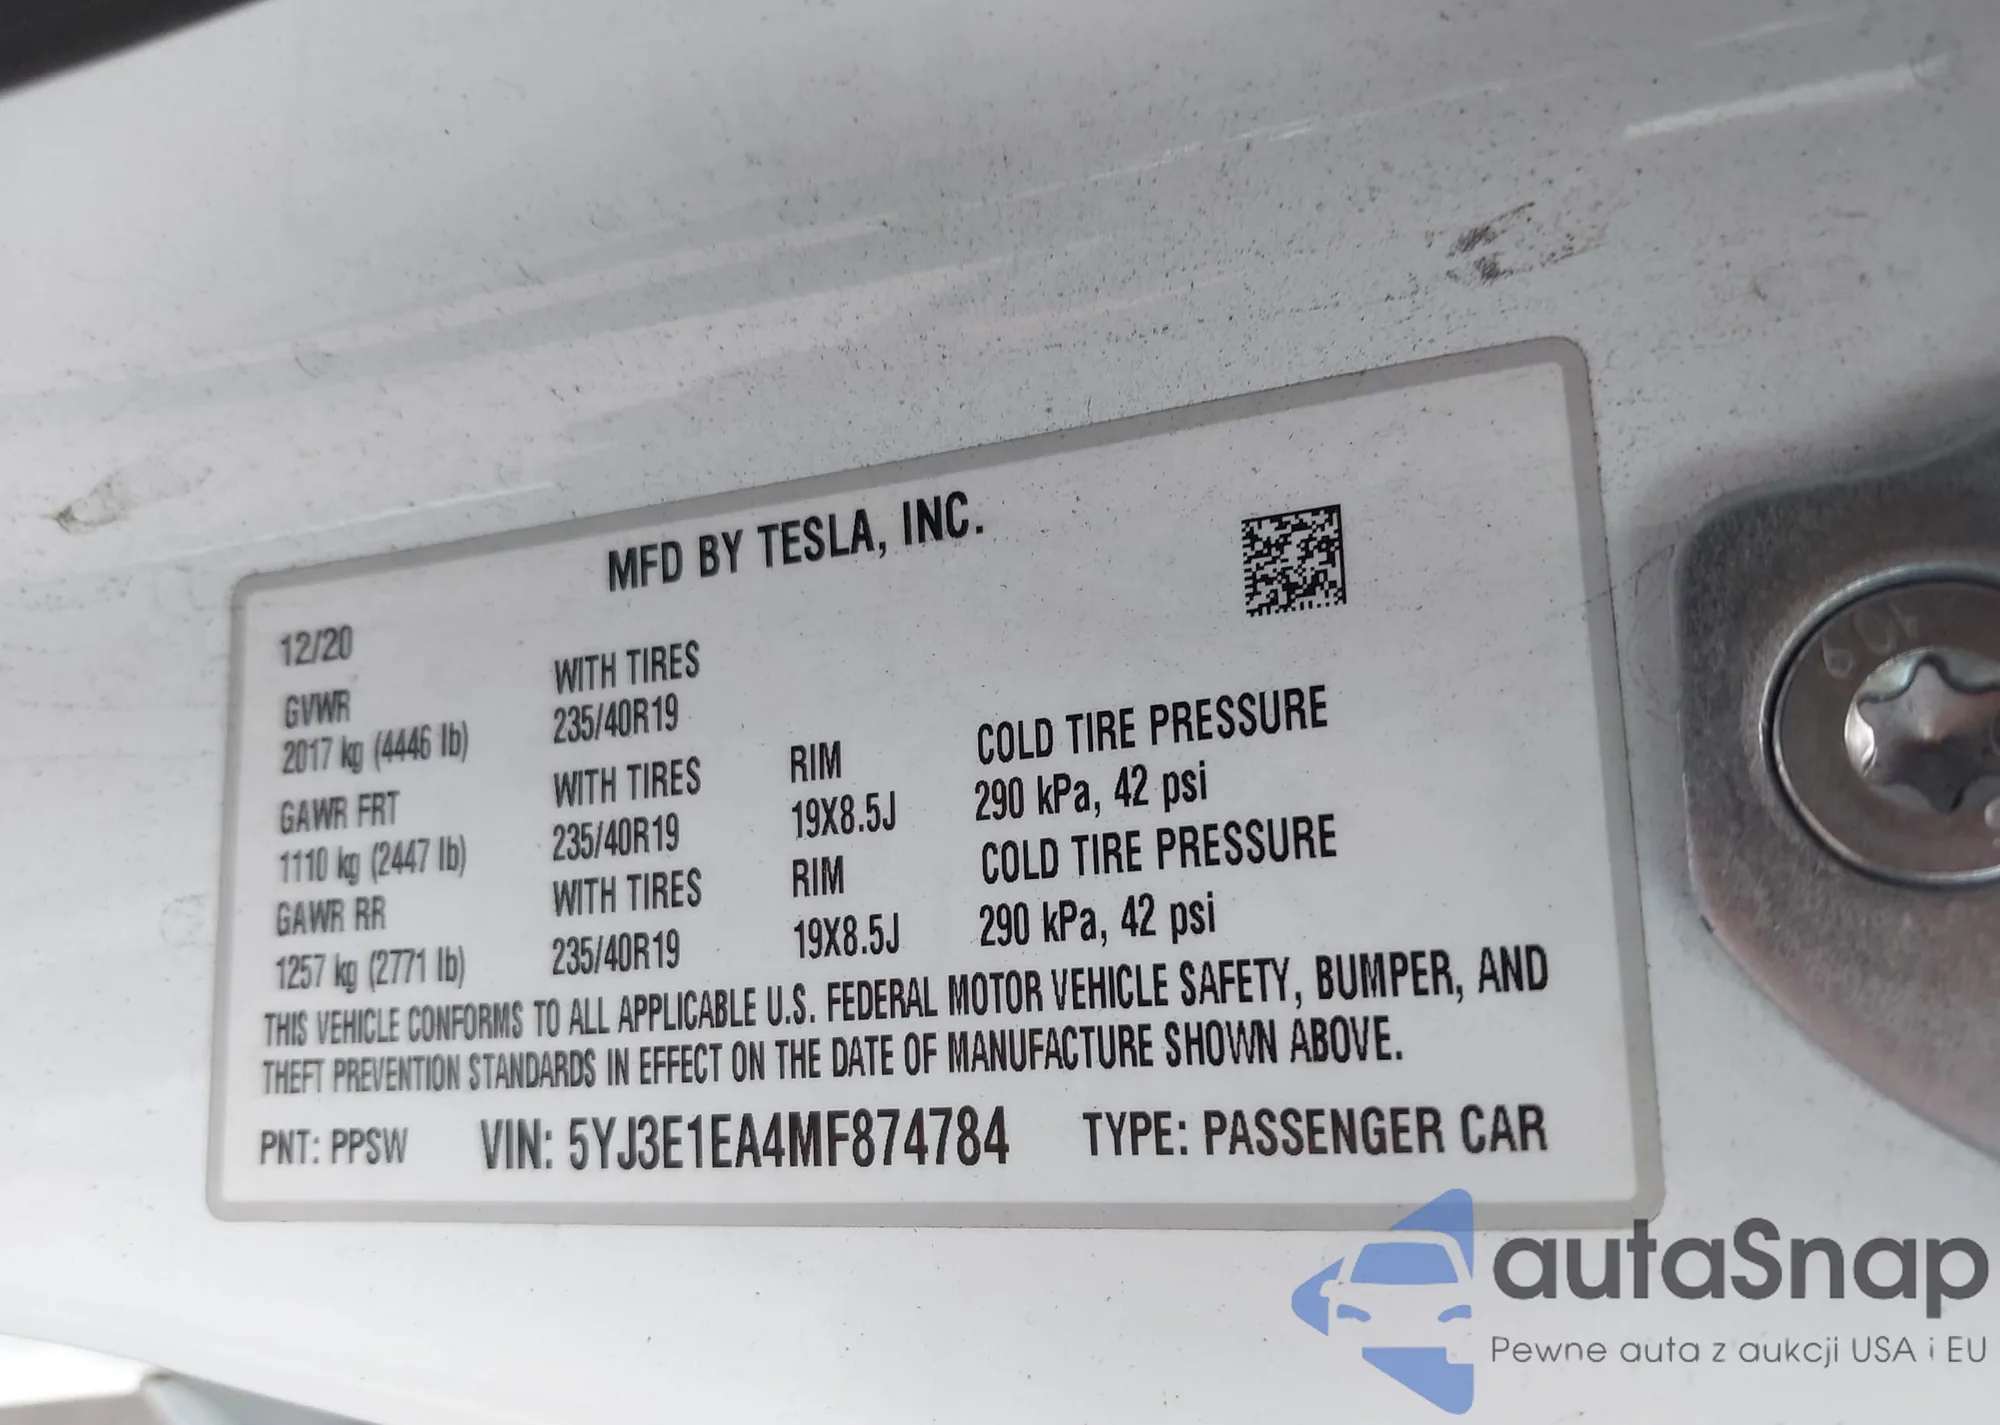 MFD BY TESLA, INC.
12/20
GVWR WITH TIRES
2017 kg (4446 lb) 235/40R19
GAWR FRT WITH TIRES RIM COLD TIRE PRESSURE
1110 kg (2447 lb) 235/40R19 19X8.5J 290 kPa, 42 psi
GAWR RR WITH TIRES RIM COLD TIRE PRESSURE
1257 kg (2771 lb) 235/40R19 19X8.5J 290 kPa, 42 psi
THIS VEHICLE CONFORMS TO ALL APPLICABLE U.S. FEDERAL MOTOR VEHICLE SAFETY, BUMPER, AND
THEFT PREVENTION STANDARDS IN EFFECT ON THE DATE OF MANUFACTURE SHOWN ABOVE.
PNT: PPSW VIN: 5YJ3E1EA4MF874784 TYPE: PASSENGER CAR
autaSnap
Pewne auta z aukcji USA i EU